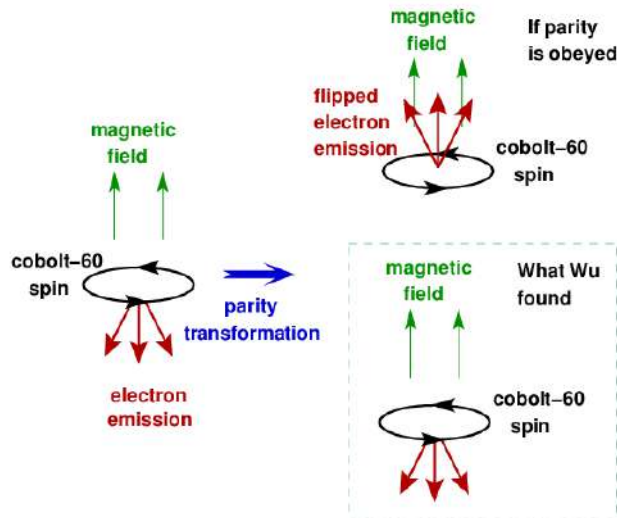 magnetic
field
cobolt–60
spin
electron
emission
parity
transformation
magnetic
field
If parity
is obeyed
flipped
electron
emission
cobolt–60
spin
magnetic
field
What Wu
found
cobolt–60
spin